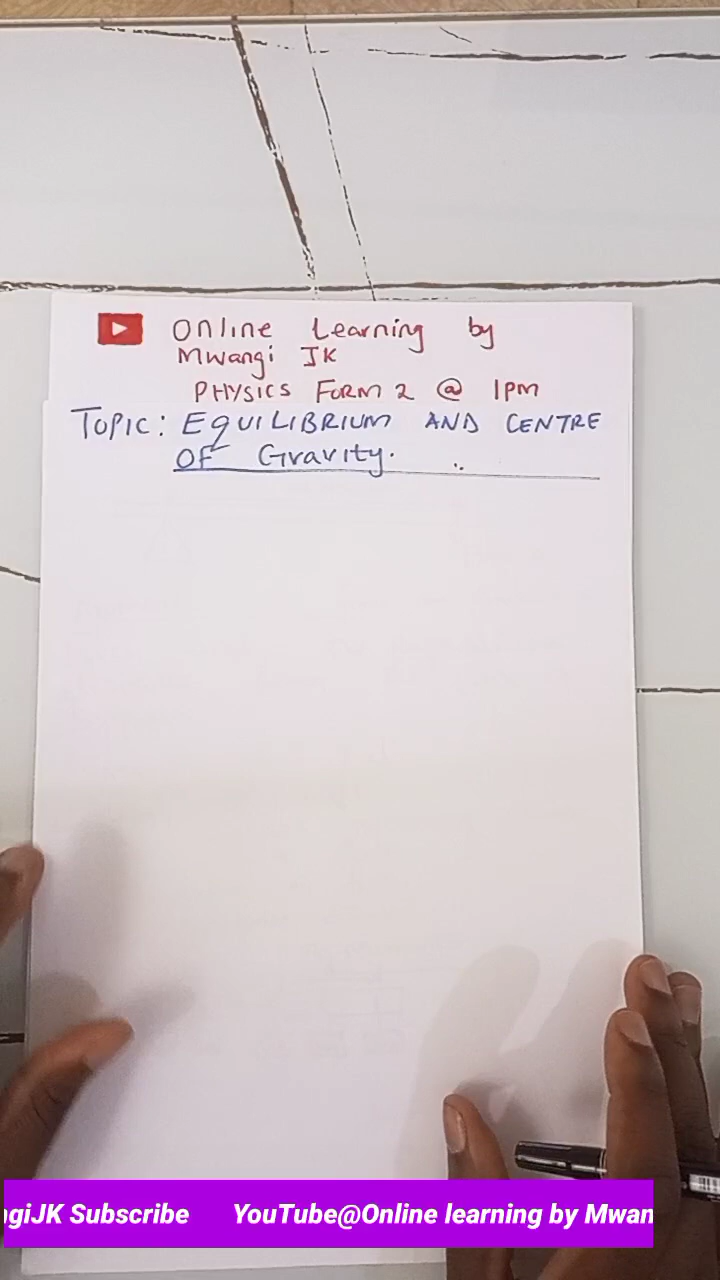 Online Learning by
Mwangi JK
PHYSICS FORM 2 @ 1PM
TOPIC: EQUILIBRIUM AND CENTRE
OF Gravity.
ngiJK Subscribe YouTube@Online learning by Mwan